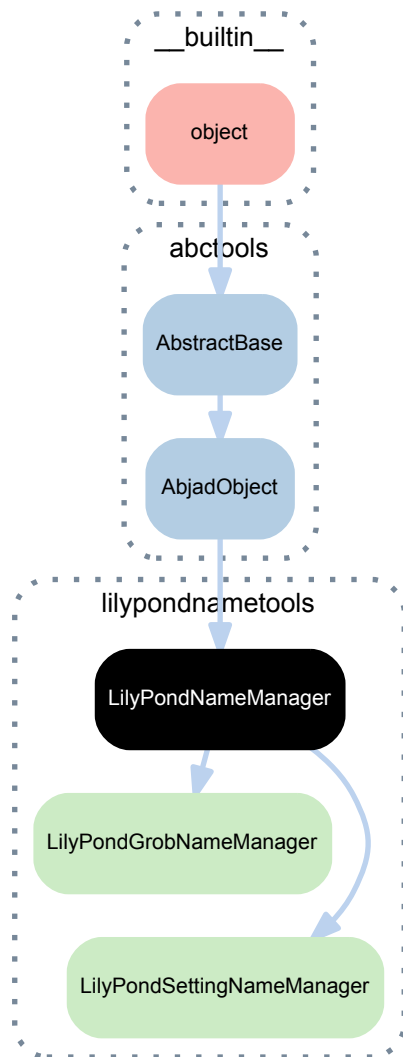 __builtin__
object
abctools
AbstractBase
AbjadObject
lilypondnametools
LilyPondNameManager
LilyPondGrobNameManager
LilyPondSettingNameManager